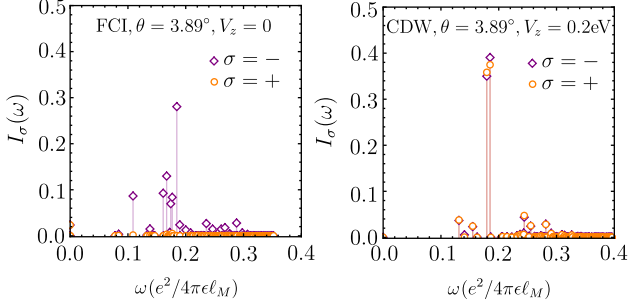 FCI, θ = 3.89°, V_z = 0
σ = −
σ = +
I_σ(ω)
0.5
0.4
0.3
0.2
0.1
0.0
0.0 0.1 0.2 0.3 0.4
ω(e²/4πϵℓ_M)
CDW, θ = 3.89°, V_z = 0.2eV
σ = −
σ = +
I_σ(ω)
0.5
0.4
0.3
0.2
0.1
0.0
0.0 0.1 0.2 0.3 0.4
ω(e²/4πϵℓ_M)